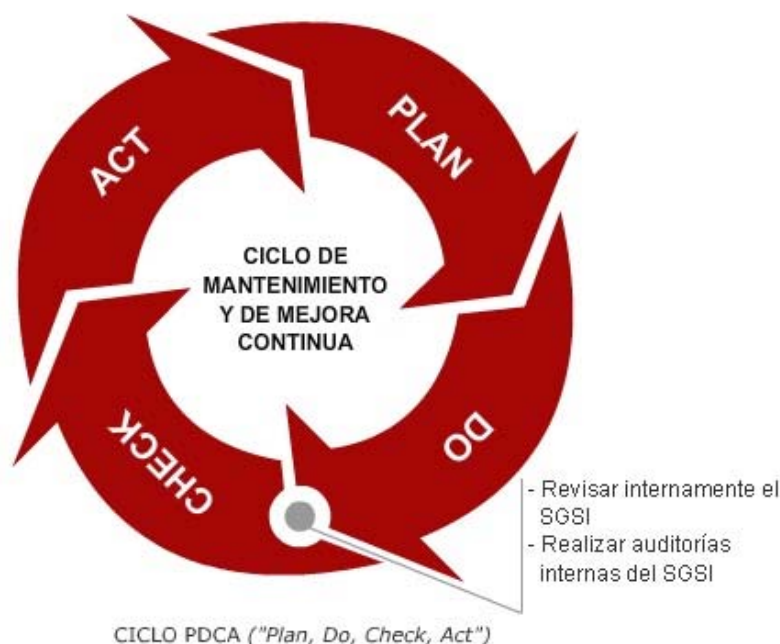 ACT
PLAN
CICLO DE
MANTENIMIENTO
Y DE MEJORA
CONTINUA
CHECK
DO
- Revisar internamente el
SGSI
- Realizar auditorías
internas del SGSI
CICLO PDCA ("Plan, Do, Check, Act")